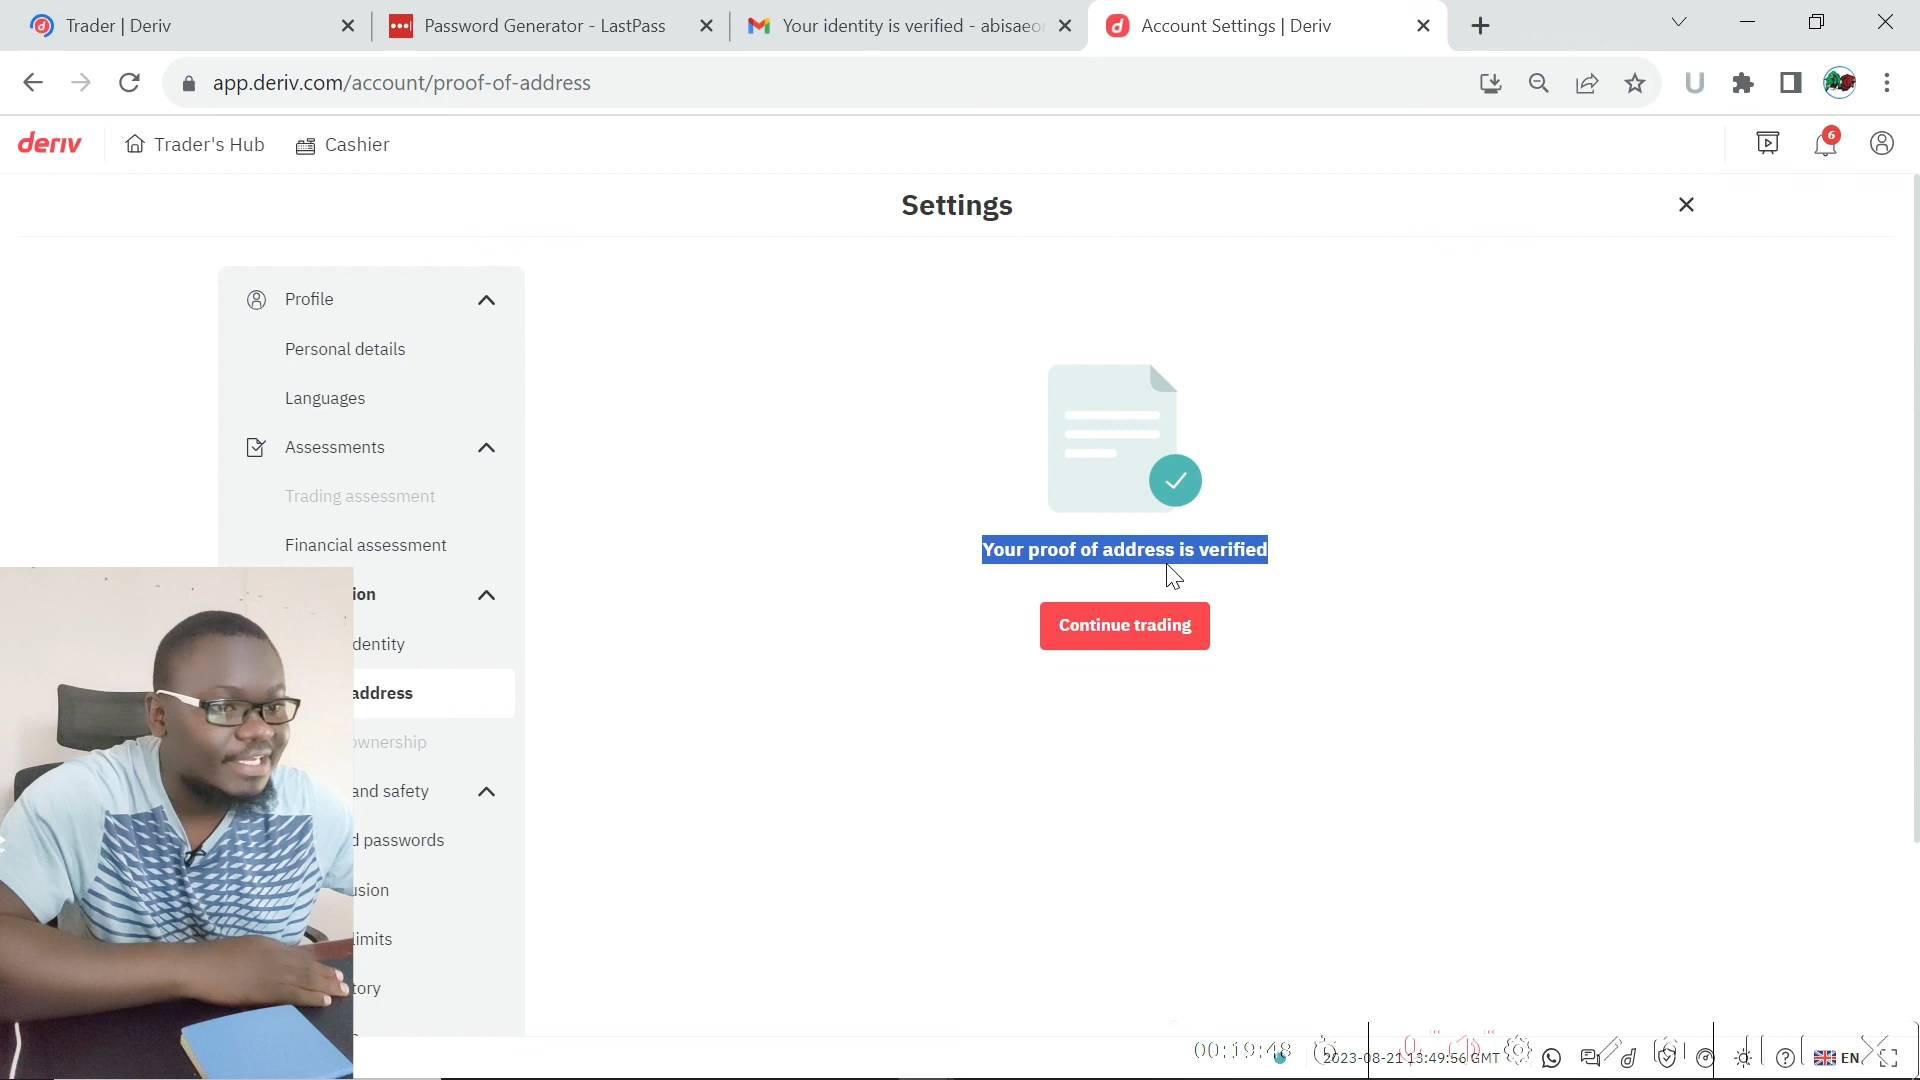 Trader | Deriv
Password Generator - LastPass
Your identity is verified - abisaeo
Account Settings | Deriv
app.deriv.com/account/proof-of-address
deriv
Trader's Hub
Cashier
6
Settings
Profile
Personal details
Languages
Assessments
Trading assessment
Financial assessment
ion
dentity
address
ownership
and safety
d passwords
usion
limits
tory
Your proof of address is verified
Continue trading
00:19:48
2023-08-21 13:49:56 GMT
EN